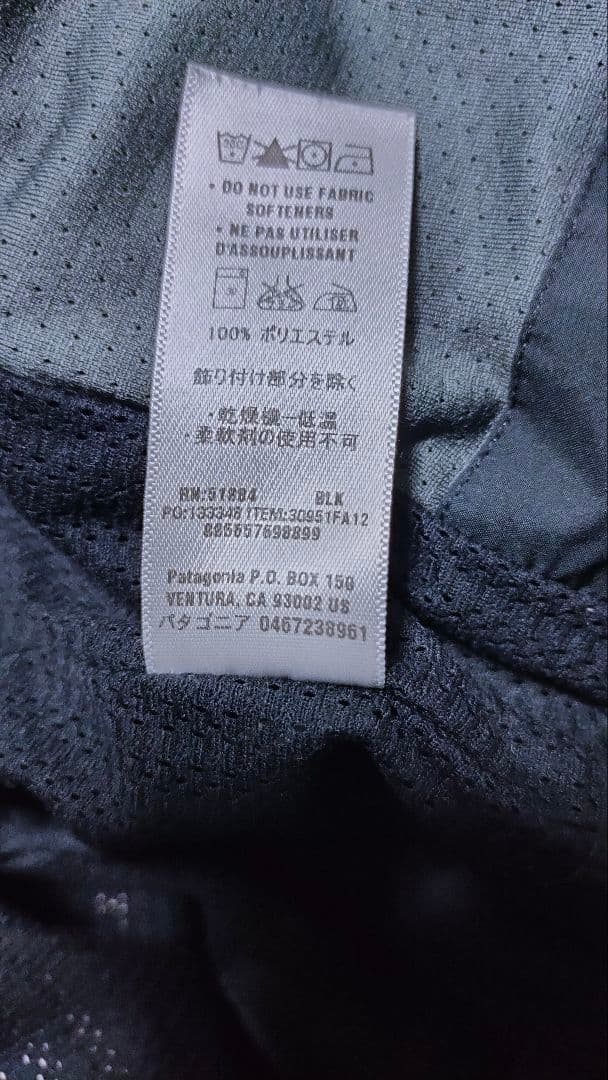 • DO NOT USE FABRIC
SOFTENERS
• NE PAS UTILISER
D'ASSOUPLISSANT
100% ポリエステル
飾り付け部分を除く
・乾燥機一低温
・柔軟剤の使用不可
RN:51884 BLK
PO:133348 ITEM:30951FA12
885657698899
Patagonia P.O. BOX 150
VENTURA, CA 93002 US
パタゴニア 0467238961